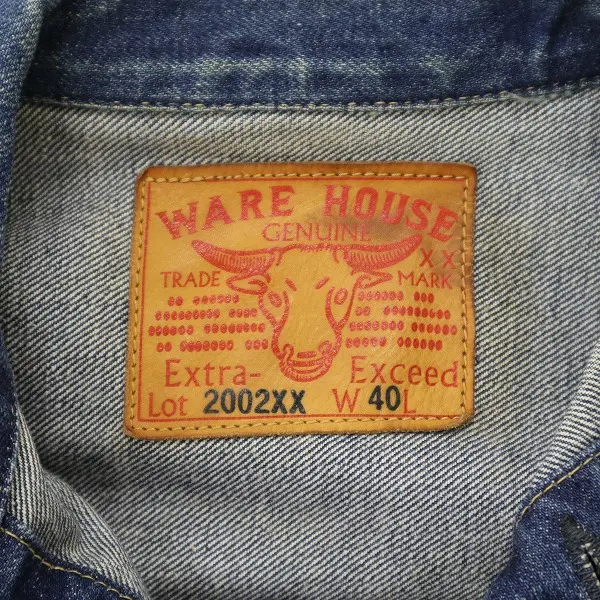 WARE HOUSE
GENUINE
XX
TRADE MARK
Extra- Exceed
Lot 2002XX W 40 L